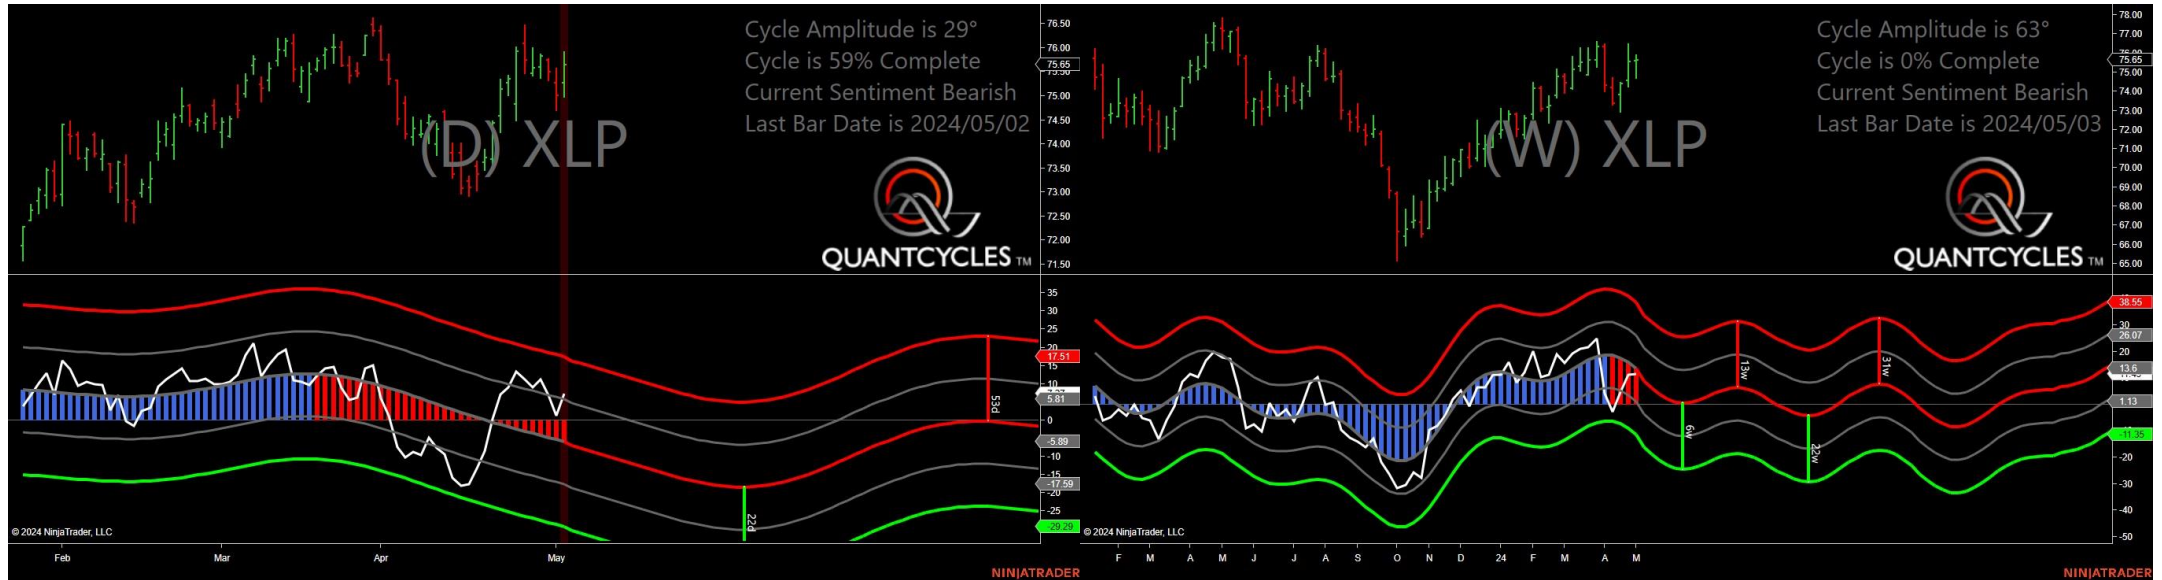 Cycle Amplitude is 29°
Cycle is 59% Complete
Current Sentiment Bearish
Last Bar Date is 2024/05/02
(D) XLP
QUANTCYCLES TM
76.50
76.00
75.65
75.50
75.00
74.50
74.00
73.50
73.00
72.50
72.00
71.50
35
30
25
20
17.51
15
10
5.81
0
-5.89
-10
-15
-17.59
-20
-25
-29.29
53d
22d
© 2024 NinjaTrader, LLC
Feb
Mar
Apr
May
NINJATRADER
Cycle Amplitude is 63°
Cycle is 0% Complete
Current Sentiment Bearish
Last Bar Date is 2024/05/03
(W) XLP
QUANTCYCLES TM
78.00
77.00
75.65
75.00
74.00
73.00
72.00
71.00
70.00
69.00
68.00
67.00
66.00
65.00
38.55
30
26.07
20
13.6
1.13
-11.35
-20
-30
-40
-50
13w
31w
6w
22w
© 2024 NinjaTrader, LLC
F M A M J J A S O N D 24 F M A M
NINJATRADER